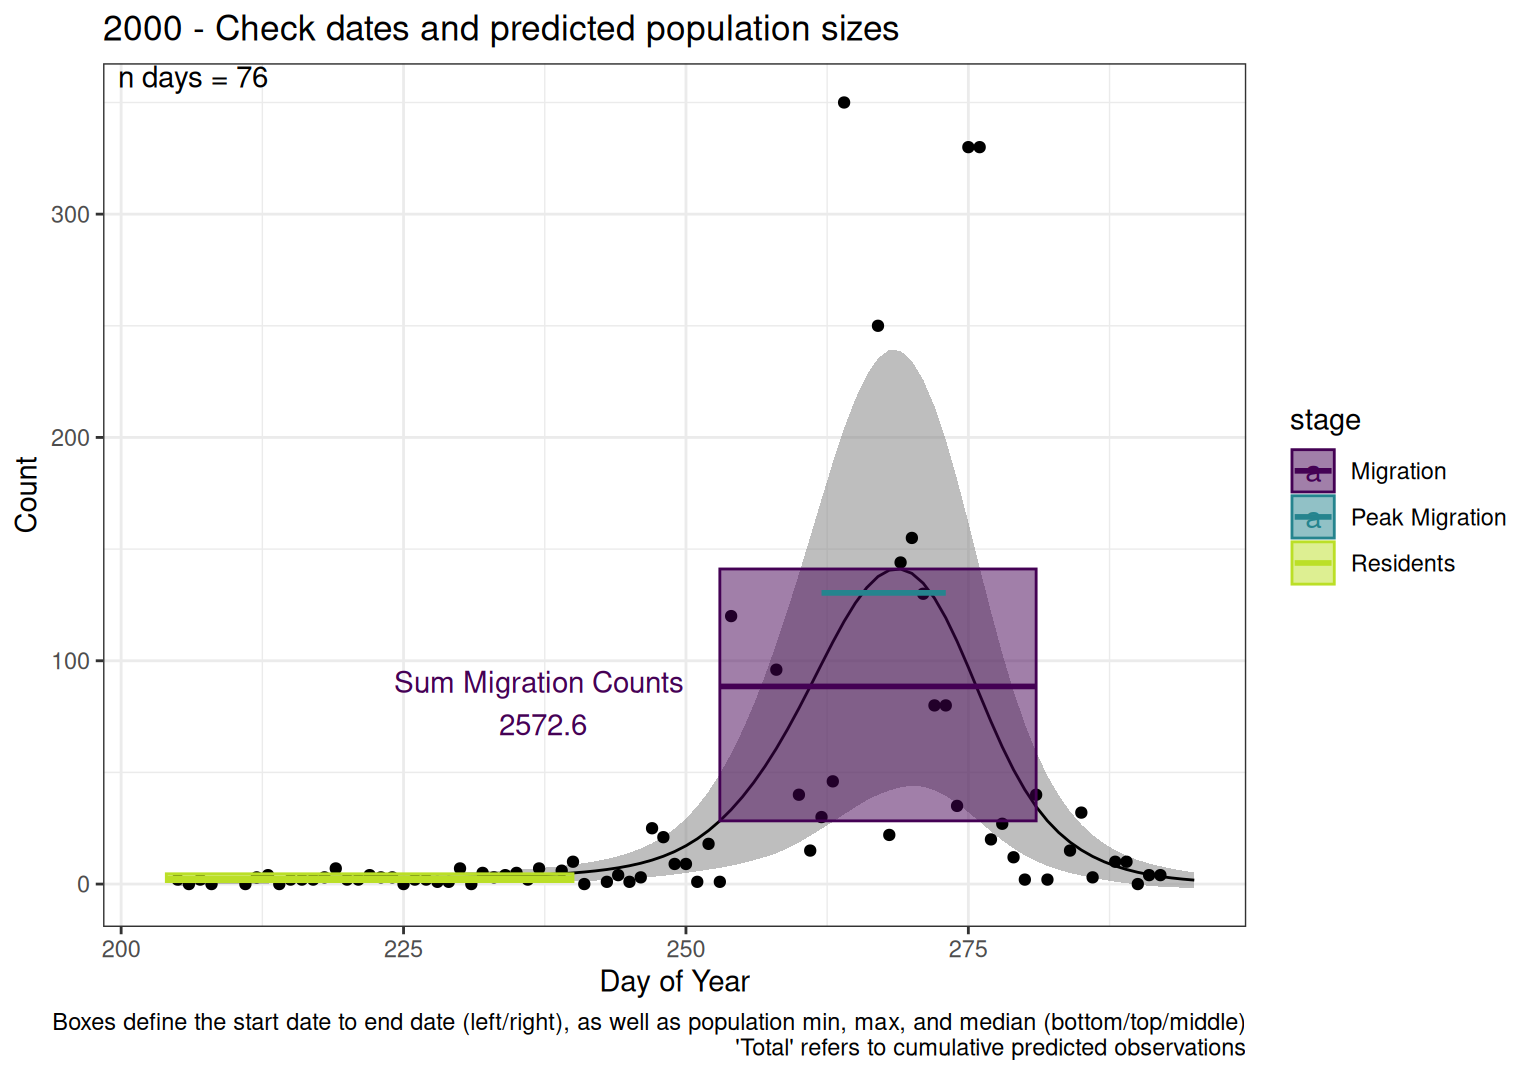 2000 - Check dates and predicted population sizes
n days = 76
300
200
100
0
Count
Sum Migration Counts
2572.6
200
225
250
275
Day of Year
stage
a Migration
a Peak Migration
Residents
Boxes define the start date to end date (left/right), as well as population min, max, and median (bottom/top/middle)
'Total' refers to cumulative predicted observations